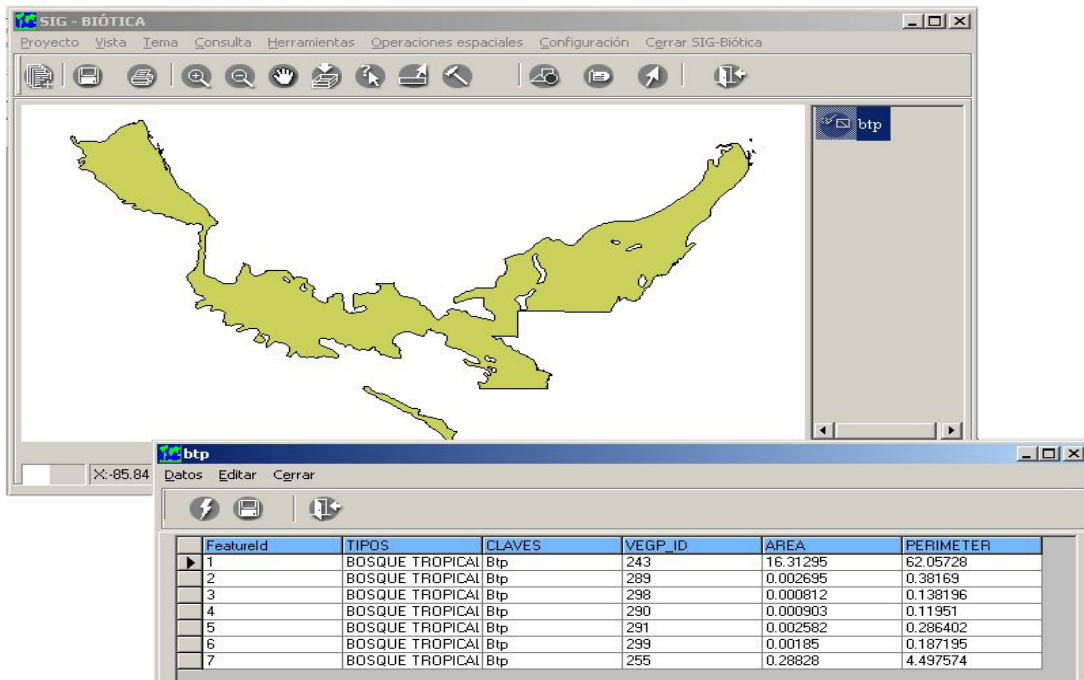 SIG - BIÓTICA
Proyecto Vista Tema Consulta Herramientas Operaciones espaciales Configuración Cerrar SIG-Biótica
btp
X:-85.84
btp
Datos Editar Cerrar
FeatureId TIPOS CLAVES VEGP_ID AREA PERIMETER
1 BOSQUE TROPICAL Btp 243 16.31295 62.05728
2 BOSQUE TROPICAL Btp 289 0.002695 0.38169
3 BOSQUE TROPICAL Btp 298 0.000812 0.138196
4 BOSQUE TROPICAL Btp 290 0.000903 0.11951
5 BOSQUE TROPICAL Btp 291 0.002582 0.286402
6 BOSQUE TROPICAL Btp 299 0.00185 0.187195
7 BOSQUE TROPICAL Btp 255 0.28828 4.497574